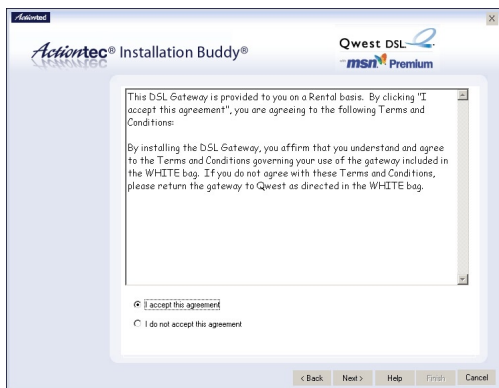 Actiontec
Actiontec® Installation Buddy®
Qwest DSL
msn Premium
This DSL Gateway is provided to you on a Rental basis. By clicking "I
accept this agreement", you are agreeing to the following Terms and
Conditions:
By installing the DSL Gateway, you affirm that you understand and agree
to the Terms and Conditions governing your use of the gateway included in
the WHITE bag. If you do not agree with these Terms and Conditions,
please return the gateway to Qwest as directed in the WHITE bag.
I accept this agreement
I do not accept this agreement
< Back Next > Help Finish Cancel